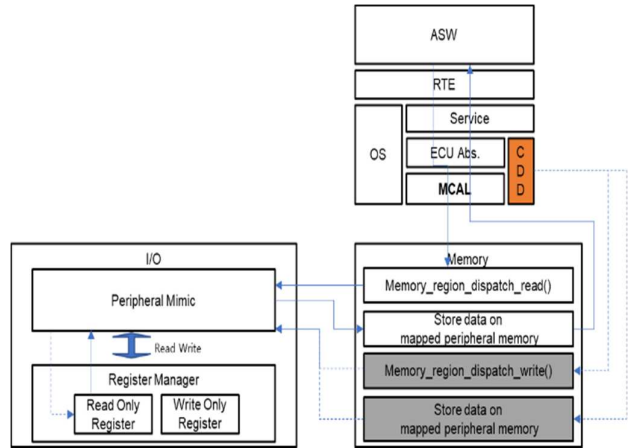 ASW
RTE
Service
OS
ECU Abs.
C
D
D
MCAL
I/O
Peripheral Mimic
Read Write
Register Manager
Read Only
Register
Write Only
Register
Memory
Memory_region_dispatch_read()
Store data on
mapped peripheral memory
Memory_region_dispatch_write()
Store data on
mapped peripheral memory